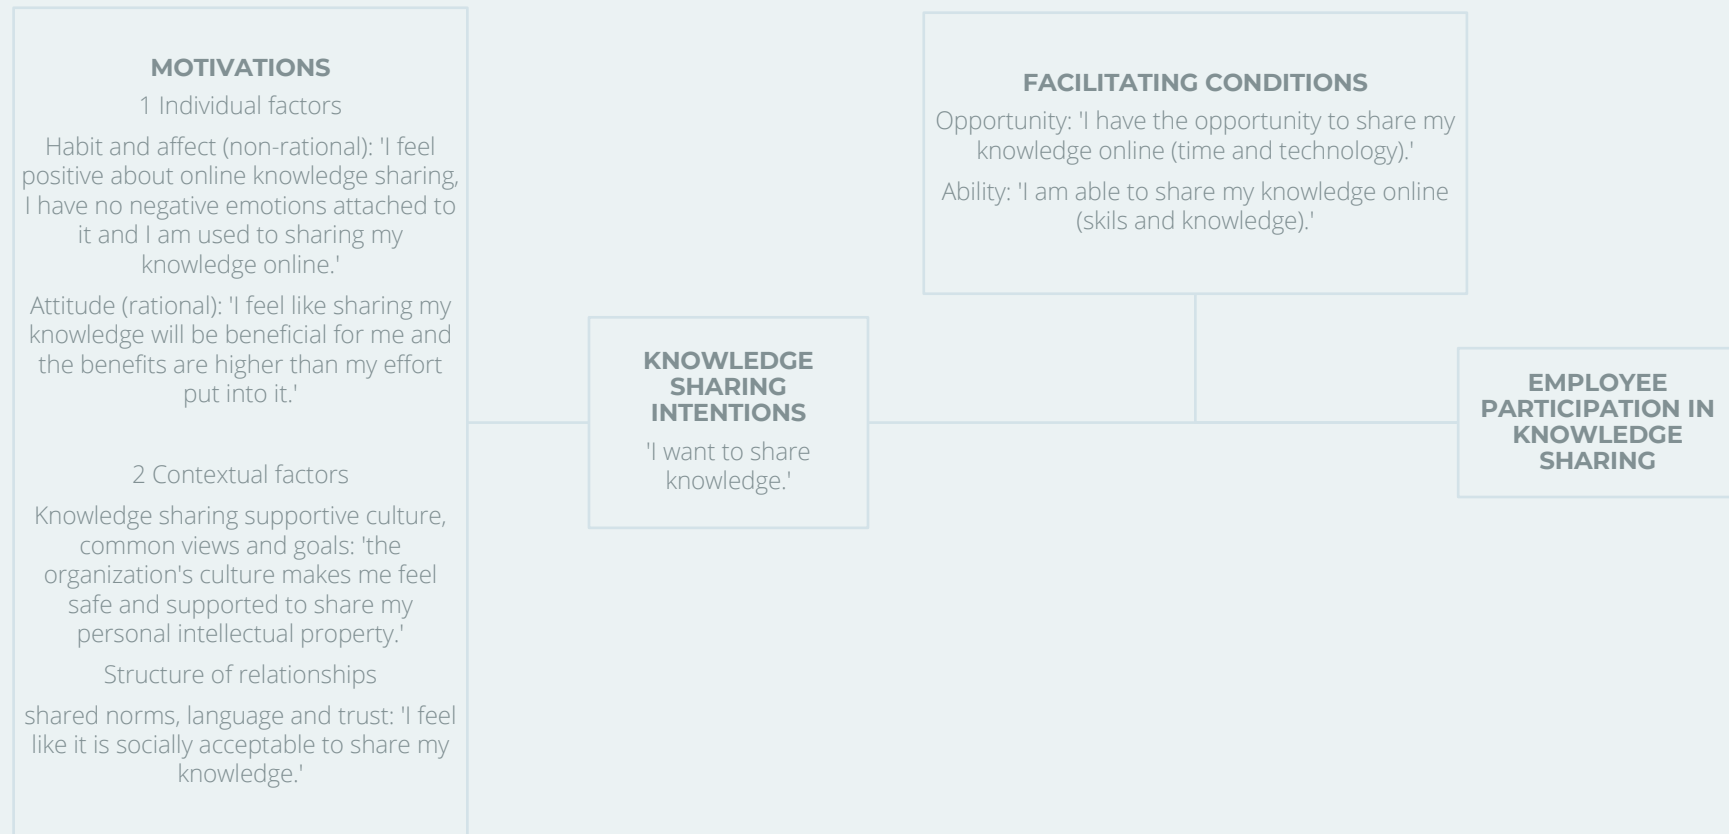 MOTIVATIONS
1 Individual factors
Habit and affect (non-rational): 'I feel
positive about online knowledge sharing,
I have no negative emotions attached to
it and I am used to sharing my
knowledge online.'
Attitude (rational): 'I feel like sharing my
knowledge will be beneficial for me and
the benefits are higher than my effort
put into it.'
2 Contextual factors
Knowledge sharing supportive culture,
common views and goals: 'the
organization's culture makes me feel
safe and supported to share my
personal intellectual property.'
Structure of relationships
shared norms, language and trust: 'I feel
like it is socially acceptable to share my
knowledge.'
KNOWLEDGE
SHARING
INTENTIONS
'I want to share
knowledge.'
FACILITATING CONDITIONS
Opportunity: 'I have the opportunity to share my
knowledge online (time and technology).'
Ability: 'I am able to share my knowledge online
(skils and knowledge).'
EMPLOYEE
PARTICIPATION IN
KNOWLEDGE
SHARING